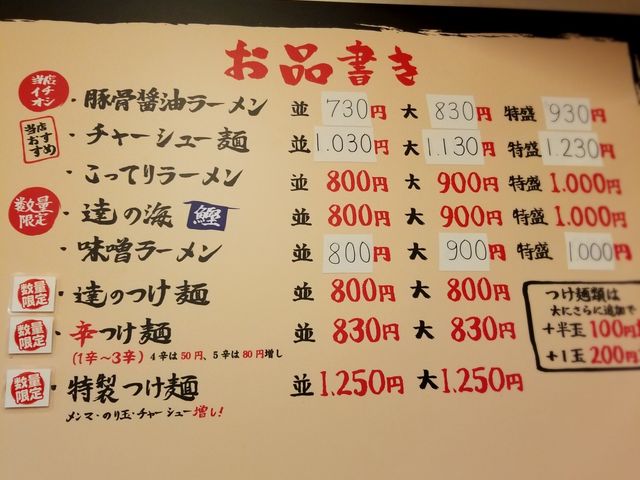 お品書き
当店イチオシ ・豚骨醤油ラーメン 並 730円 大 830円 特盛 930円
当店おすすめ ・チャーシュー麺 並 1.030円 大 1.130円 特盛 1.230円
・こってりラーメン 並 800円 大 900円 特盛 1.000円
数量限定 ・達の海 鰹 並 800円 大 900円 特盛 1.000円
・味噌ラーメン 並 800円 大 900円 特盛 1000円
数量限定 ・達のつけ麺 並 800円 大 800円
数量限定 ・辛つけ麺 並 830円 大 830円
(1辛～3辛) 4辛は50円、5辛は80円増し
数量限定 ・特製つけ麺 並 1.250円 大 1.250円
メンマ・のり玉・チャーシュー増し!
つけ麺類は
大にさらに追加で
+半玉 100円
+1玉 200円